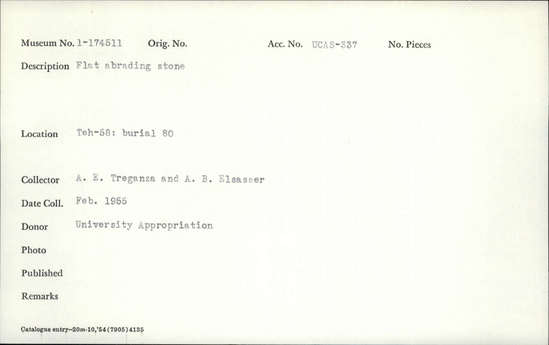 Museum No. 1-174511 Orig. No. Acc. No. UCAS-337 No. Pieces
Description Flat abrading stone
Location Teh-58: burial 80
Collector A. E. Treganza and A. B. Elsasser
Date Coll. Feb. 1955
Donor University Appropriation
Photo
Published
Remarks
Catalogue entry—20m-10,'54(7905)4135